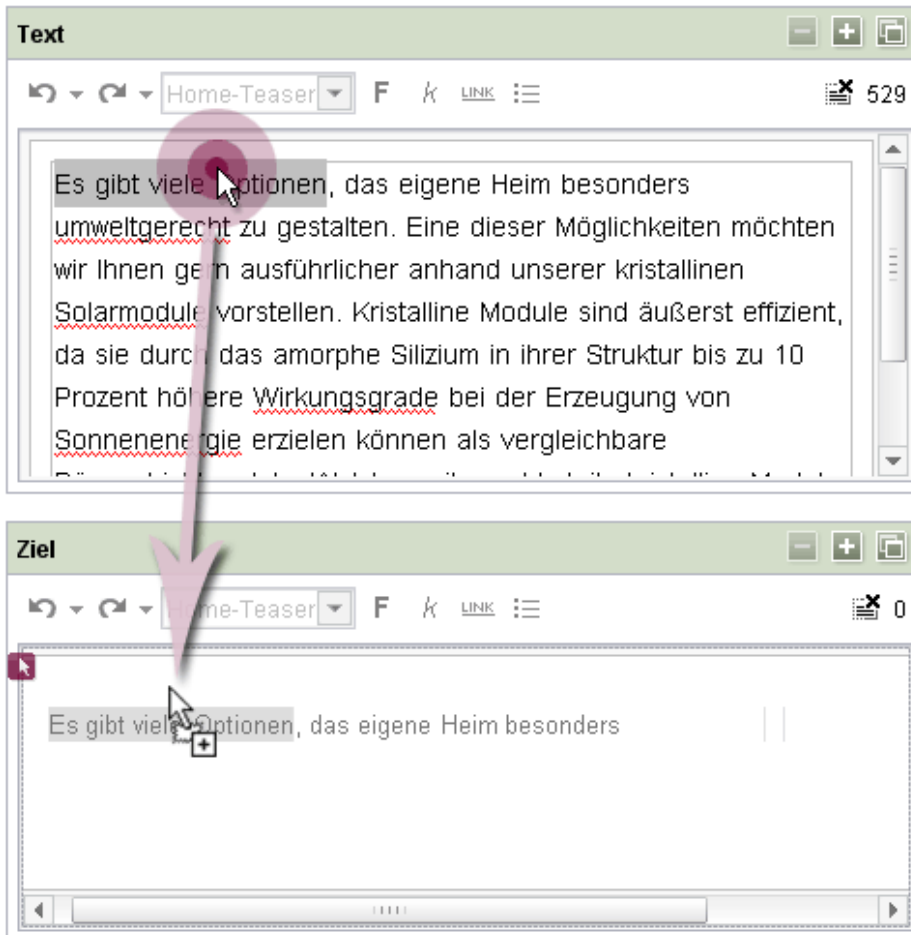 Text
Home-Teaser F k LINK 529
Es gibt viele Optionen, das eigene Heim besonders
umweltgerecht zu gestalten. Eine dieser Möglichkeiten möchten
wir Ihnen gern ausführlicher anhand unserer kristallinen
Solarmodule vorstellen. Kristalline Module sind äußerst effizient,
da sie durch das amorphe Silizium in ihrer Struktur bis zu 10
Prozent höhere Wirkungsgrade bei der Erzeugung von
Sonnenenergie erzielen können als vergleichbare
Ziel
Home-Teaser F k LINK 0
Es gibt viele Optionen, das eigene Heim besonders